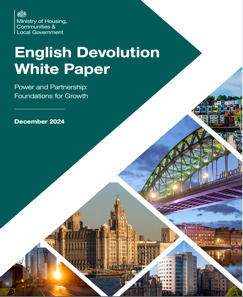 Ministry of Housing,
Communities &
Local Government
English Devolution
White Paper
Power and Partnership:
Foundations for Growth
December 2024